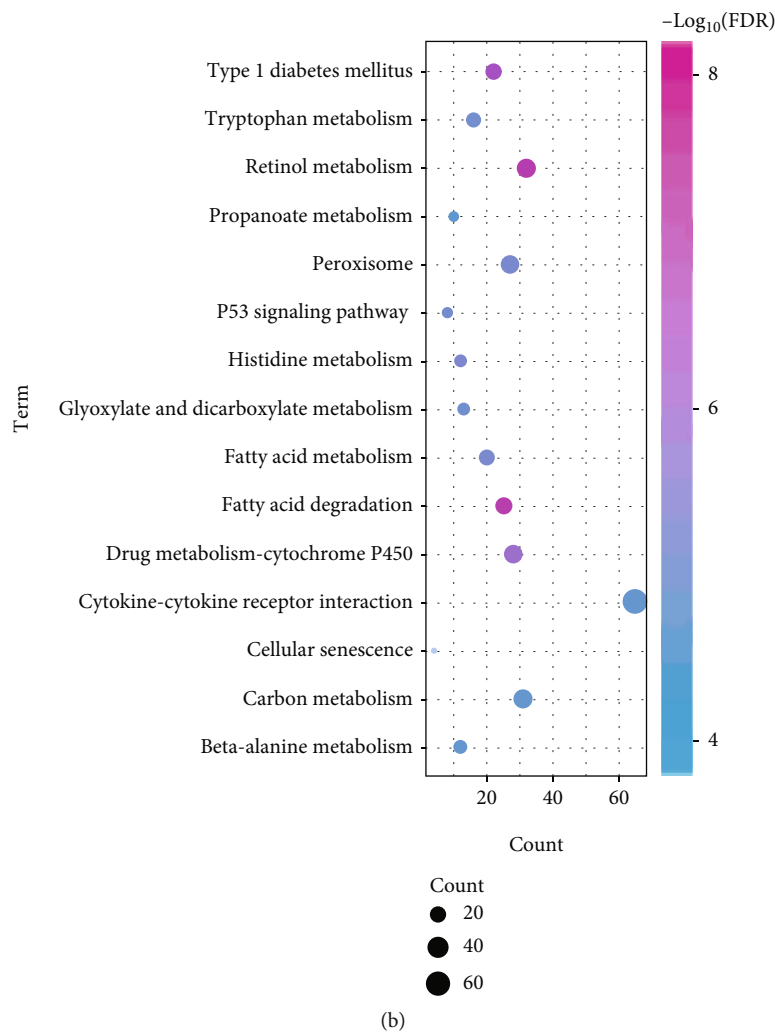 –Log10(FDR)
8
6
4
Term
Type 1 diabetes mellitus
Tryptophan metabolism
Retinol metabolism
Propanoate metabolism
Peroxisome
P53 signaling pathway
Histidine metabolism
Glyoxylate and dicarboxylate metabolism
Fatty acid metabolism
Fatty acid degradation
Drug metabolism-cytochrome P450
Cytokine-cytokine receptor interaction
Cellular senescence
Carbon metabolism
Beta-alanine metabolism
20 40 60
Count
Count
20
40
60
(b)